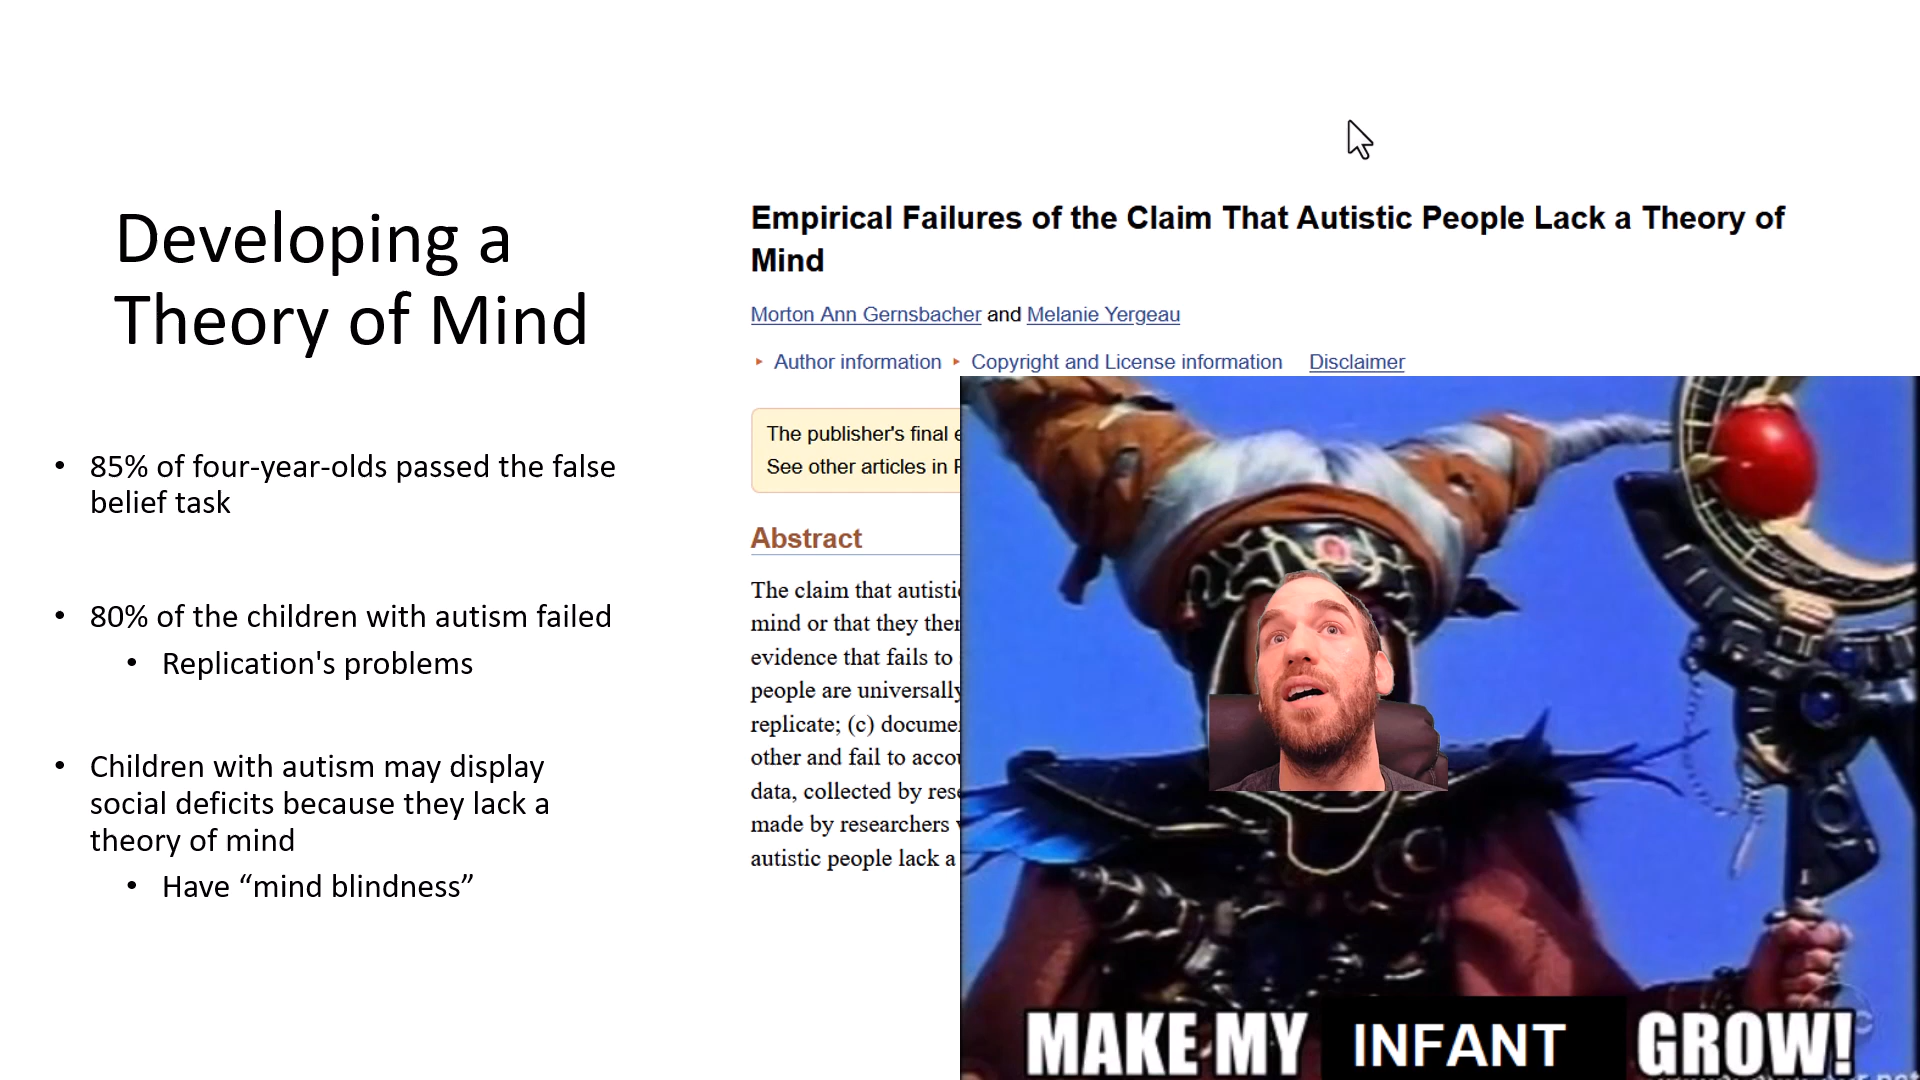 Developing a
Theory of Mind
• 85% of four-year-olds passed the false
belief task
• 80% of the children with autism failed
• Replication's problems
• Children with autism may display
social deficits because they lack a
theory of mind
• Have “mind blindness”
Empirical Failures of the Claim That Autistic People Lack a Theory of
Mind
Morton Ann Gernsbacher and Melanie Yergeau
Author information Copyright and License information Disclaimer
The publisher's final
See other articles in
Abstract
The claim that
mind or that they
evidence that fails to
people are universally
replicate; (c)
other and fail to
data, collected by
made by researchers
autistic people lack a
MAKE MY INFANT GROW!